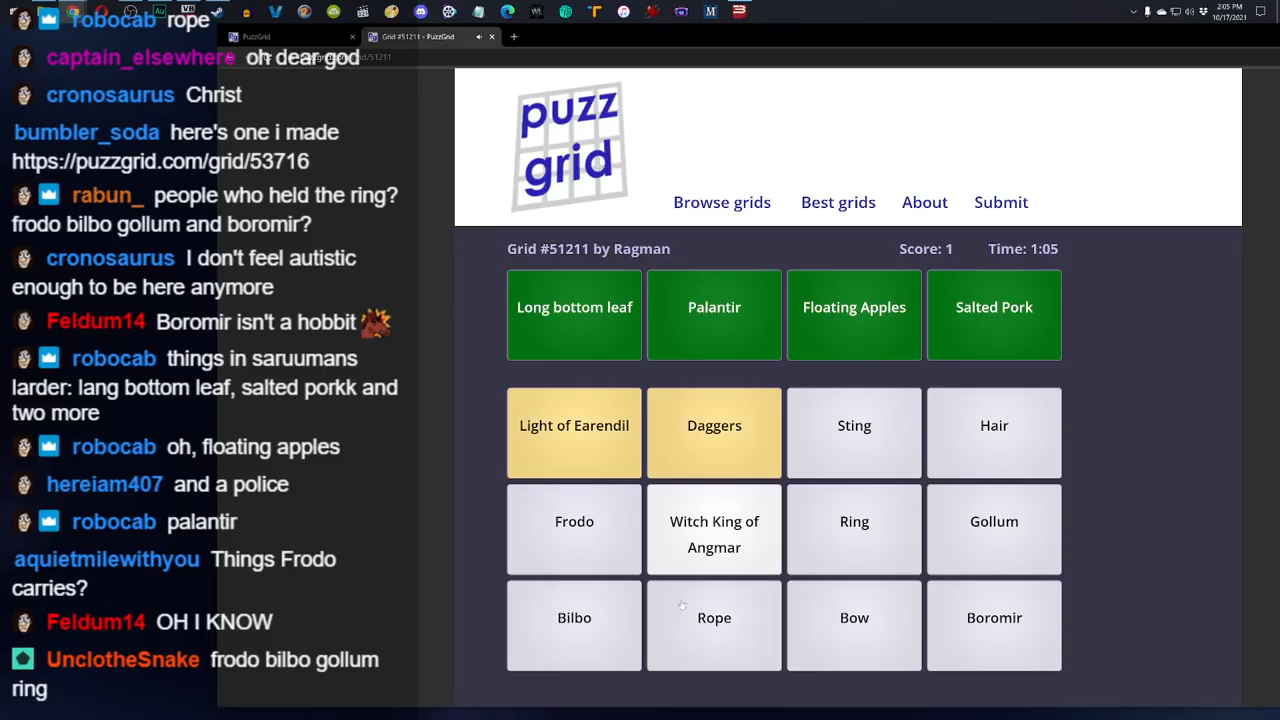 2:05 PM
10/17/2021
PuzzGrid
Grid #51211 - PuzzGrid
robocab rope
captain_elsewhere oh dear god
cronosaurus Christ
bumbler_soda here's one i made
https://puzzgrid.com/grid/53716
rabun_ people who held the ring?
frodo bilbo gollum and boromir?
cronosaurus I don't feel autistic
enough to be here anymore
Feldum14 Boromir isn't a hobbit
robocab things in saruumans
larder: lang bottom leaf, salted porkk and
two more
robocab oh, floating apples
hereiam407 and a police
robocab palantir
aquietmilewithyou Things Frodo
carries?
Feldum14 OH I KNOW
UnclotheSnake frodo bilbo gollum
ring
puzz
grid
Browse grids Best grids About Submit
Grid #51211 by Ragman Score: 1 Time: 1:05
Long bottom leaf Palantir Floating Apples Salted Pork
Light of Earendil Daggers Sting Hair
Frodo Witch King of
Angmar Ring Gollum
Bilbo Rope Bow Boromir